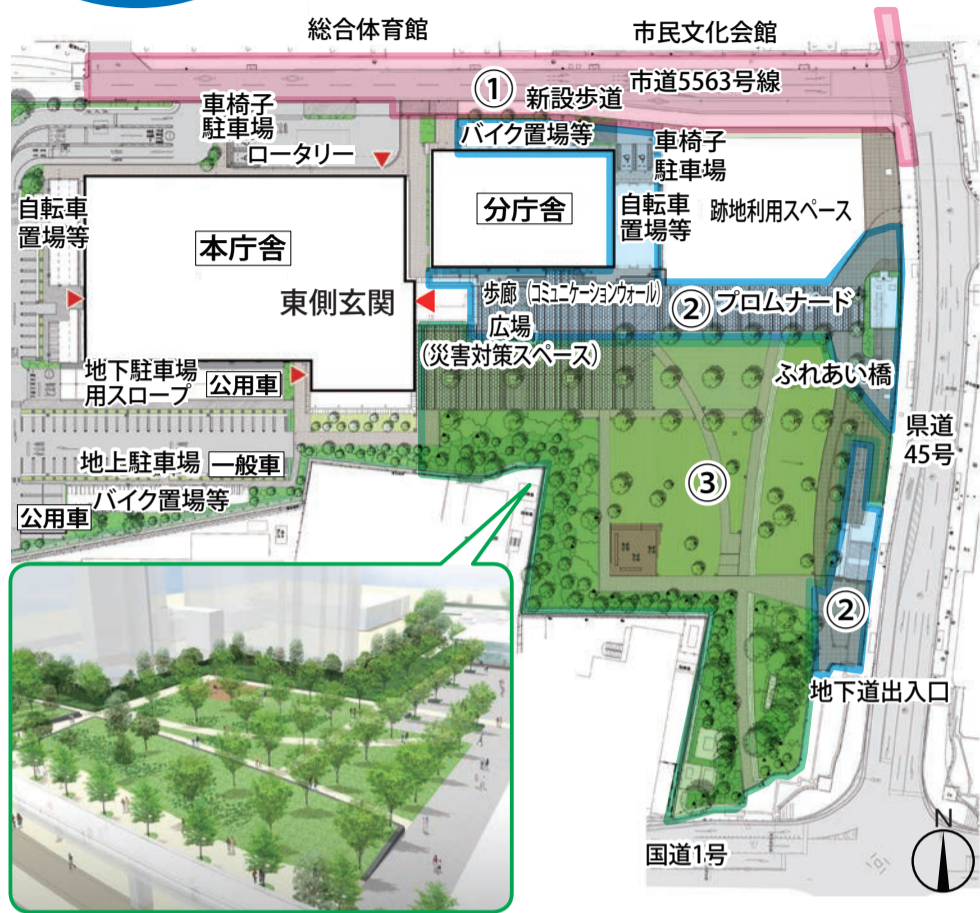 総合体育館
市民文化会館
①
市道5563号線
新設歩道
車椅子
駐車場
ロータリー
バイク置場等
車椅子
駐車場
自転車
置場等
本庁舎
分庁舎
自転車
置場等
跡地利用スペース
東側玄関
歩廊（コミュニケーションウォール）
② プロムナード
広場
（災害対策スペース）
ふれあい橋
地下駐車場
用スロープ
公用車
県道
45号
地上駐車場
一般車
③
バイク置場等
公用車
②
地下道出入口
国道1号
N